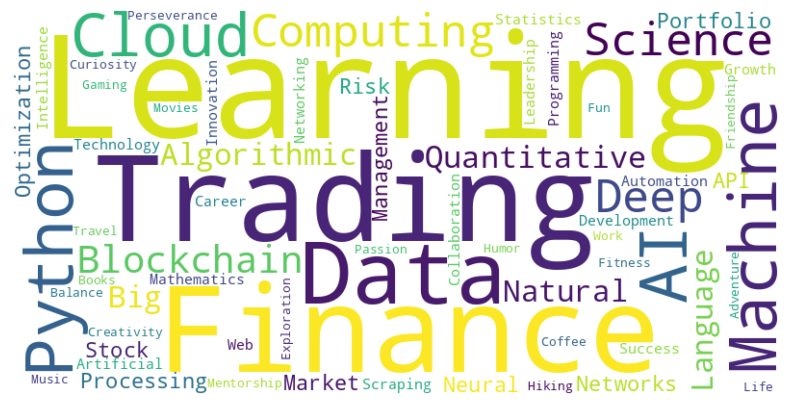 Perseverance
Cloud
Computing
Statistics
Portfolio
Science
Learning
Curiosity
Gaming
Movies
Innovation
Networking
Risk
Leadership
Programming
Fun
Growth
Friendship
Intelligence
Optimization
Technology
Algorithmic
Management
Quantitative
Machine
Python
Trading
Career
Deep
Automation
API
Development
Work
Travel
Blockchain
Passion
Collaboration
Humor
AI
Fitness
Language
Adventure
Books
Mathematics
Data
Natural
Balance
Big
Finance
Exploration
Creativity
Stock
Web
Coffee
Success
Artificial
Music
Processing
Mentorship
Market
Scraping
Neural
Hiking
Networks
Life